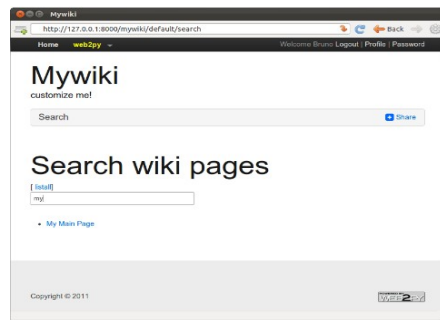 Mywiki
http://127.0.0.1:8000/mywiki/default/search
Back
Home web2py Welcome Bruno Logout | Profile | Password
Mywiki
customize me!
Search
Share
Search wiki pages
[ listall]
my
My Main Page
Copyright © 2011
WEB2PY